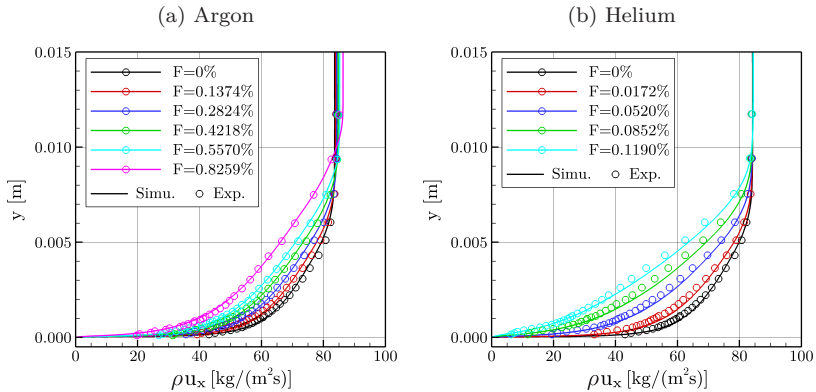 (a) Argon
0.015
0.010
0.005
0.000
y [m]
F=0%
F=0.1374%
F=0.2824%
F=0.4218%
F=0.5570%
F=0.8259%
Simu. Exp.
0 20 40 60 80 100
ρuₓ [kg/(m²s)]
(b) Helium
0.015
0.010
0.005
0.000
y [m]
F=0%
F=0.0172%
F=0.0520%
F=0.0852%
F=0.1190%
Simu. Exp.
0 20 40 60 80 100
ρuₓ [kg/(m²s)]